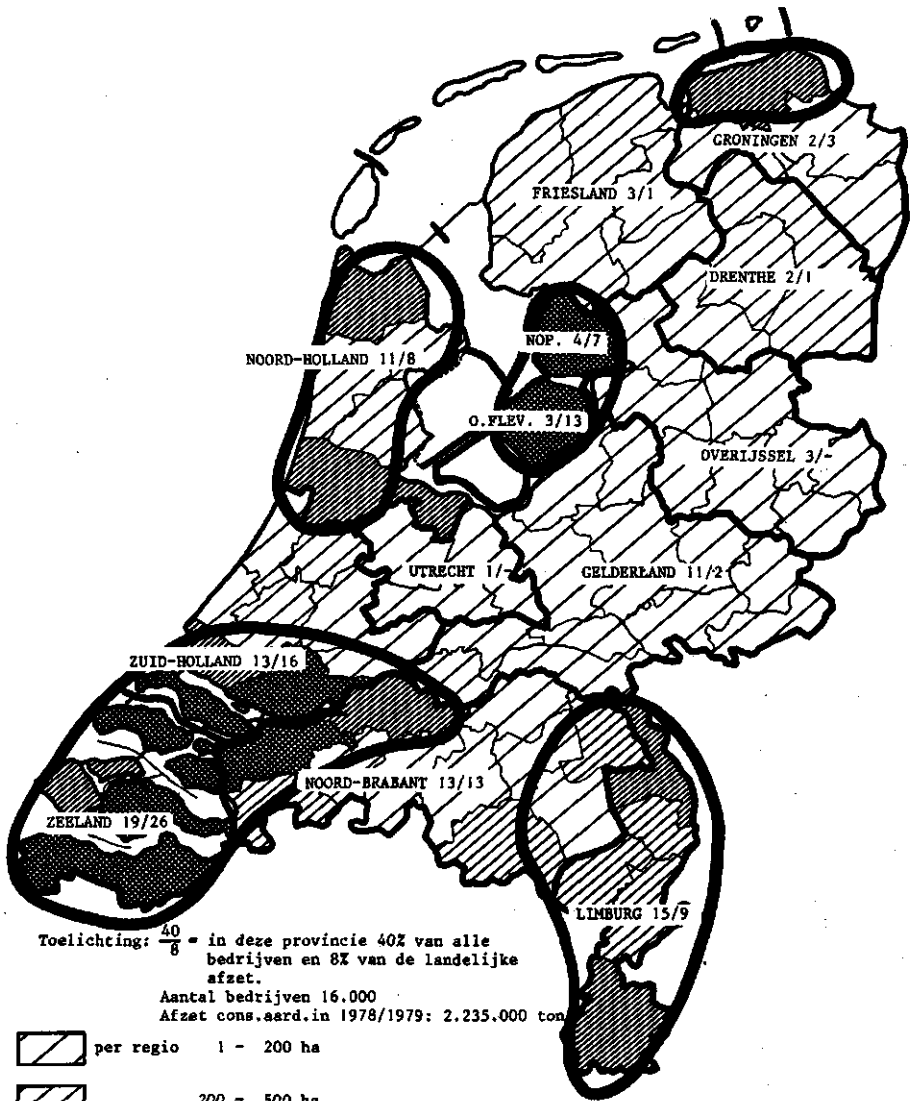 GRONINGEN 2/3
FRIESLAND 3/1
DRENTHE 2/1
NOP. 4/7
NOORD-HOLLAND 11/8
O.FLEV. 3/13
OVERIJSSEL 3/-
UTRECHT 1/-
GELDERLAND 11/2
ZUID-HOLLAND 13/16
NOORD-BRABANT 13/13
ZEELAND 19/26
LIMBURG 15/9
Toelichting: 40/8 = in deze provincie 40% van alle
bedrijven en 8% van de landelijke
afzet.
Aantal bedrijven 16.000
Afzet cons.aard.in 1978/1979: 2.235.000 ton
per regio 1 - 200 ha
200 - 500 ha